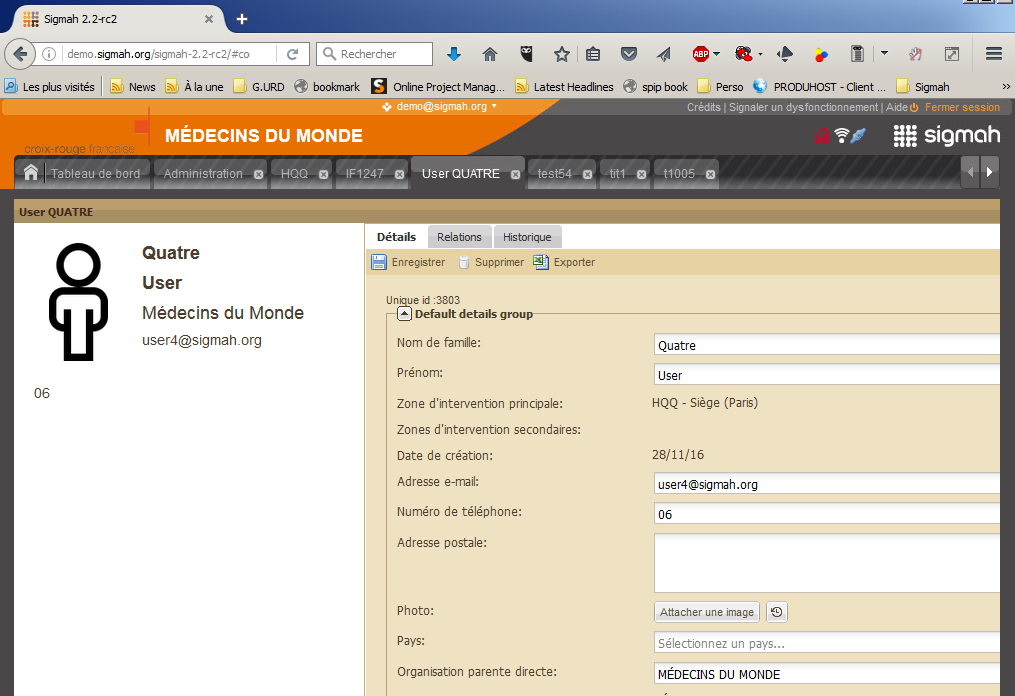 Sigmah 2.2-rc2
demo.sigmah.org/sigmah-2.2-rc2/#co
Rechercher
ABP
Les plus visités
News
À la une
G.URD
bookmark
S Online Project Manag...
Latest Headlines
spip book
Perso
PRODUHOST - Client ...
Sigmah
demo@sigmah.org
Crédits | Signaler un dysfonctionnement | Aide
Fermer session
croix-rouge française
MÉDECINS DU MONDE
sigmah
Tableau de bord
Administration
HQQ
IF1247
User QUATRE
test54
tit1
t1005
User QUATRE
Quatre
User
Médecins du Monde
user4@sigmah.org
06
Détails
Relations
Historique
Enregistrer
Supprimer
Exporter
Unique id :3803
Default details group
Nom de famille:
Quatre
Prénom:
User
Zone d'intervention principale:
HQQ - Siège (Paris)
Zones d'intervention secondaires:
Date de création:
28/11/16
Adresse e-mail:
user4@sigmah.org
Numéro de téléphone:
06
Adresse postale:
Photo:
Attacher une image
Pays:
Sélectionnez un pays...
Organisation parente directe:
MÉDECINS DU MONDE